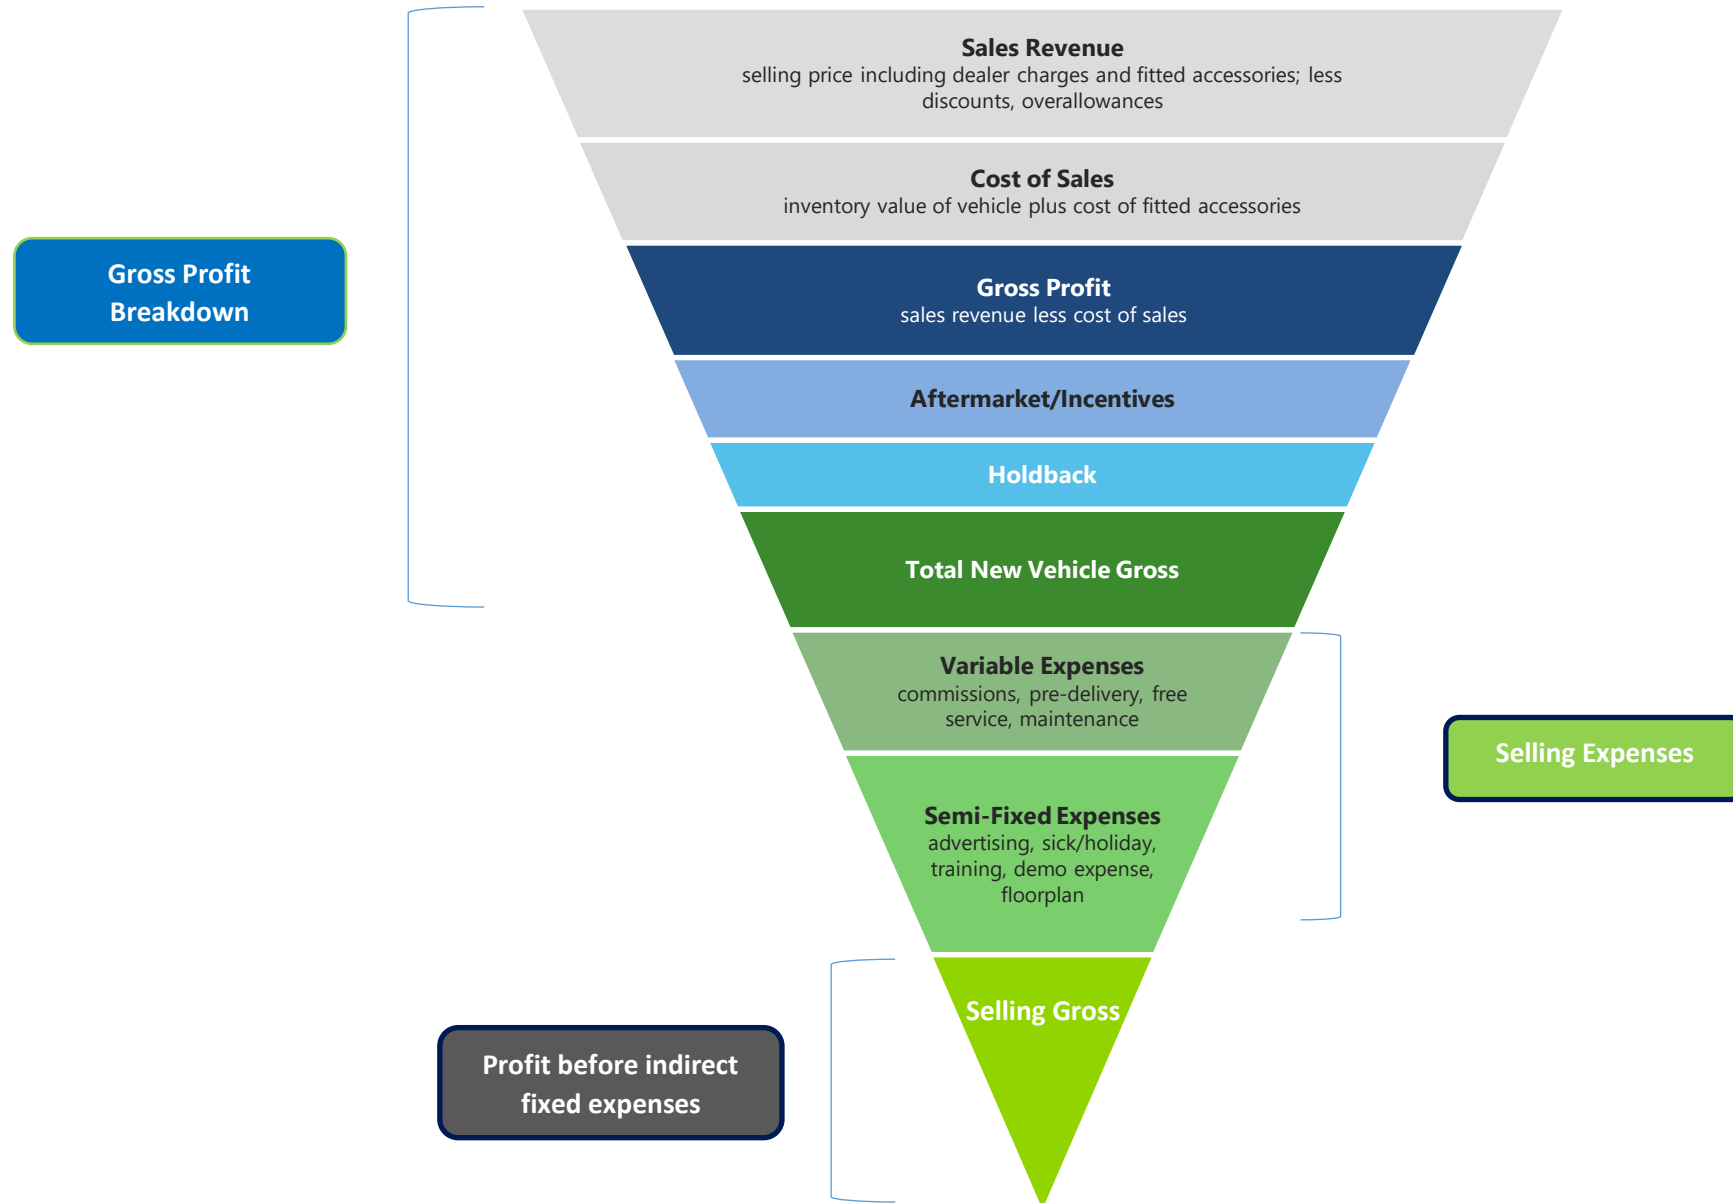 Sales Revenue
selling price including dealer charges and fitted accessories; less
discounts, overallowances
Cost of Sales
inventory value of vehicle plus cost of fitted accessories
Gross Profit
Breakdown
Gross Profit
sales revenue less cost of sales
Aftermarket/Incentives
Holdback
Total New Vehicle Gross
Variable Expenses
commissions, pre-delivery, free
service, maintenance
Selling Expenses
Semi-Fixed Expenses
advertising, sick/holiday,
training, demo expense,
floorplan
Selling Gross
Profit before indirect
fixed expenses